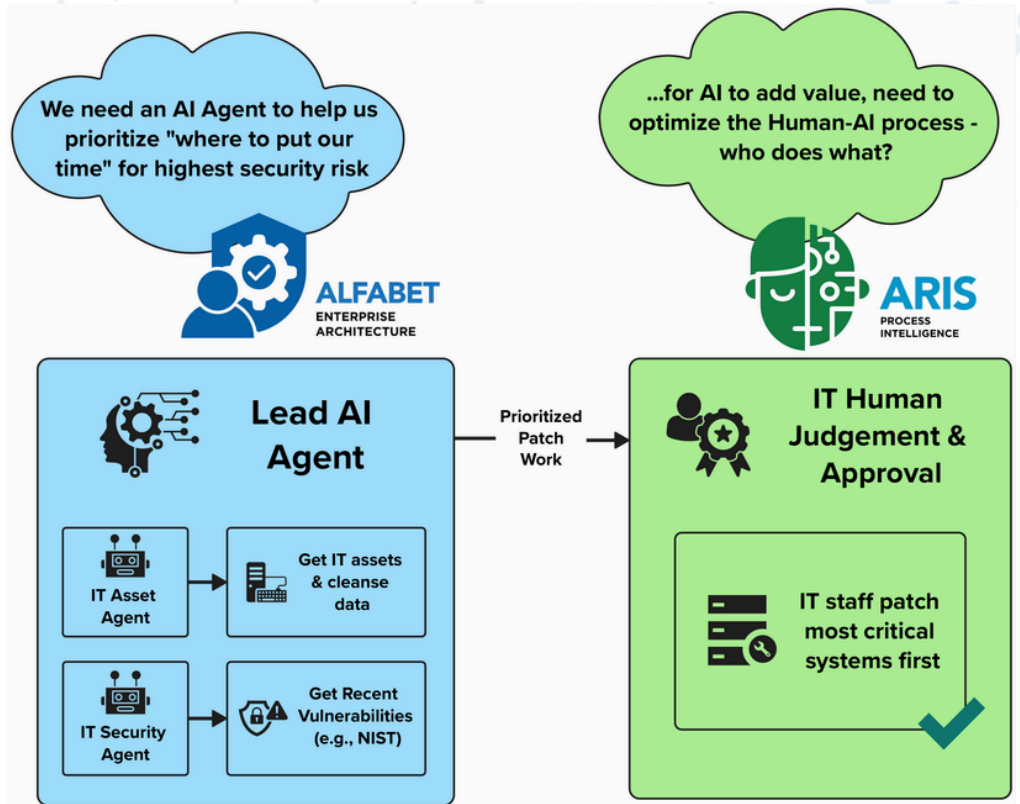 We need an AI Agent to help us
prioritize "where to put our
time" for highest security risk
...for AI to add value, need to
optimize the Human-AI process -
who does what?
ALFABET
ENTERPRISE
ARCHITECTURE
ARIS
PROCESS
INTELLIGENCE
Lead AI
Agent
IT Asset
Agent
Get IT assets
& cleanse
data
IT Security
Agent
Get Recent
Vulnerabilities
(e.g., NIST)
Prioritized
Patch
Work
IT Human
Judgement &
Approval
IT staff patch
most critical
systems first